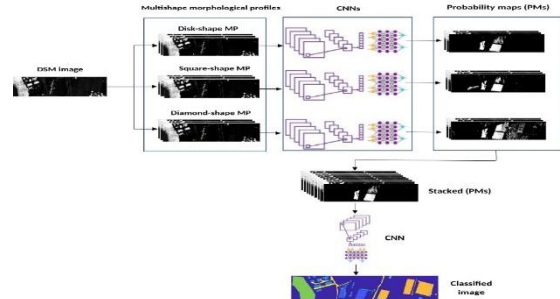 Multishape morphological profiles
CNNs
Probability maps (PMs)
Disk-shape MP
DSM image
Square-shape MP
Diamond-shape MP
Stacked (PMs)
CNN
Classified
image